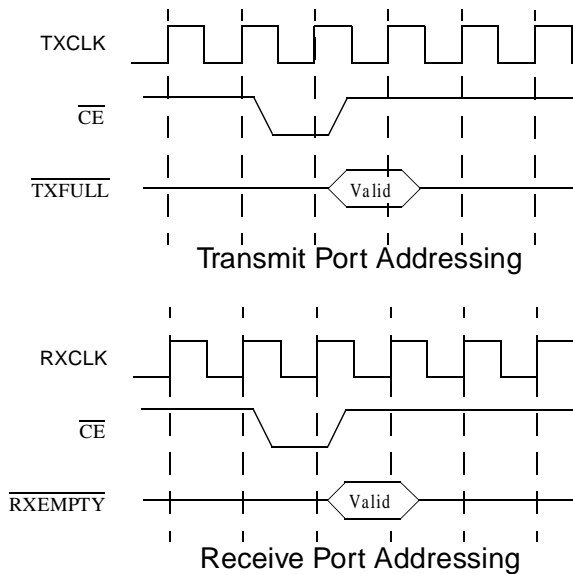 TXCLK
CE
TXFULL
Valid
Transmit Port Addressing
RXCLK
CE
RXEMPTY
Valid
Receive Port Addressing